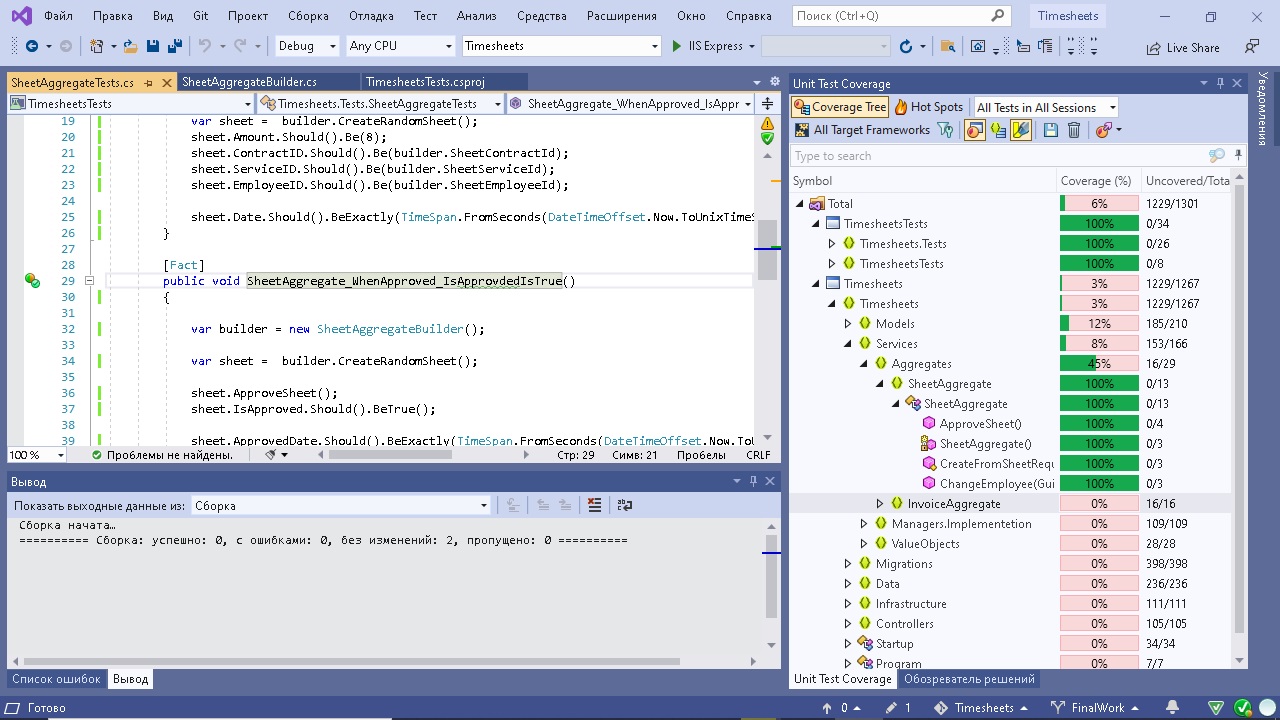 Файл Правка Вид Git Проект Сборка Отладка Тест Анализ Средства Расширения Окно Справка Поиск (Ctrl+Q) Timesheets
Debug Any CPU Timesheets IIS Express Live Share
SheetAggregateTests.cs SheetAggregateBuilder.cs TimesheetsTests.csproj
TimesheetsTests Timesheets.Tests.SheetAggregateTests SheetAggregate_WhenApproved_IsAppr
19 var sheet = builder.CreateRandomSheet();
20 sheet.Amount.Should().Be(8);
21 sheet.ContractID.Should().Be(builder.SheetContractId);
22 sheet.ServiceID.Should().Be(builder.SheetServiceId);
23 sheet.EmployeeID.Should().Be(builder.SheetEmployeeId);
24
25 sheet.Date.Should().BeExactly(TimeSpan.FromSeconds(DateTimeOffset.Now.ToUnixTimeS
26 }
27
28 [Fact]
29 public void SheetAggregate_WhenApproved_IsApprovdedIsTrue()
30 {
31
32 var builder = new SheetAggregateBuilder();
33
34 var sheet = builder.CreateRandomSheet();
35
36 sheet.ApproveSheet();
37 sheet.IsApproved.Should().BeTrue();
38
39 sheet.ApprovedDate.Should().BeExactly(TimeSpan.FromSeconds(DateTimeOffset.Now.ToU
100 % Проблемы не найдены. Стр: 29 Симв: 21 Пробелы CRLF
Вывод
Показать выходные данные из: Сборка
Сборка начата…
========== Сборка: успешно: 0, с ошибками: 0, без изменений: 2, пропущено: 0 ==========
Список ошибок Вывод
Unit Test Coverage
Coverage Tree Hot Spots All Tests in All Sessions
All Target Frameworks
Type to search
Symbol Coverage (%) Uncovered/Tota
Total 6% 1229/1301
TimesheetsTests 100% 0/34
Timesheets.Tests 100% 0/26
TimesheetsTests 100% 0/8
Timesheets 3% 1229/1267
Timesheets 3% 1229/1267
Models 12% 185/210
Services 8% 153/166
Aggregates 45% 16/29
SheetAggregate 100% 0/13
SheetAggregate 100% 0/13
ApproveSheet() 100% 0/4
SheetAggregate() 100% 0/3
CreateFromSheetRequ 100% 0/3
ChangeEmployee(Gui 100% 0/3
InvoiceAggregate 0% 16/16
Managers.Implementetion 0% 109/109
ValueObjects 0% 28/28
Migrations 0% 398/398
Data 0% 236/236
Infrastructure 0% 111/111
Controllers 0% 105/105
Startup 0% 34/34
Program 0% 7/7
Unit Test Coverage Обозреватель решений
Уведомления
Готово 0 1 Timesheets FinalWork